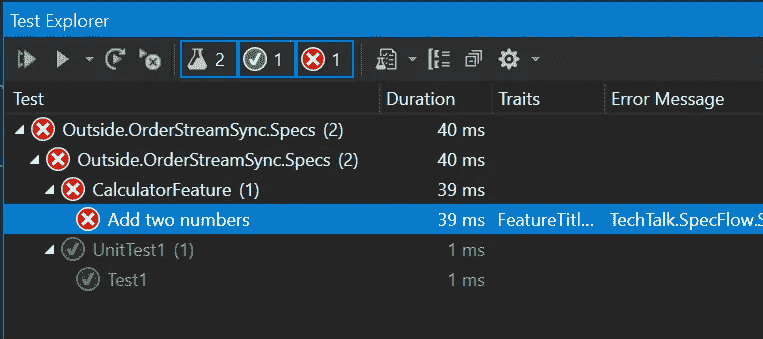 Test Explorer
2 1 1
Test Duration Traits Error Message
Outside.OrderStreamSync.Specs (2) 40 ms
Outside.OrderStreamSync.Specs (2) 40 ms
CalculatorFeature (1) 39 ms
Add two numbers 39 ms FeatureTitl... TechTalk.SpecFlow.S
UnitTest1 (1) 1 ms
Test1 1 ms